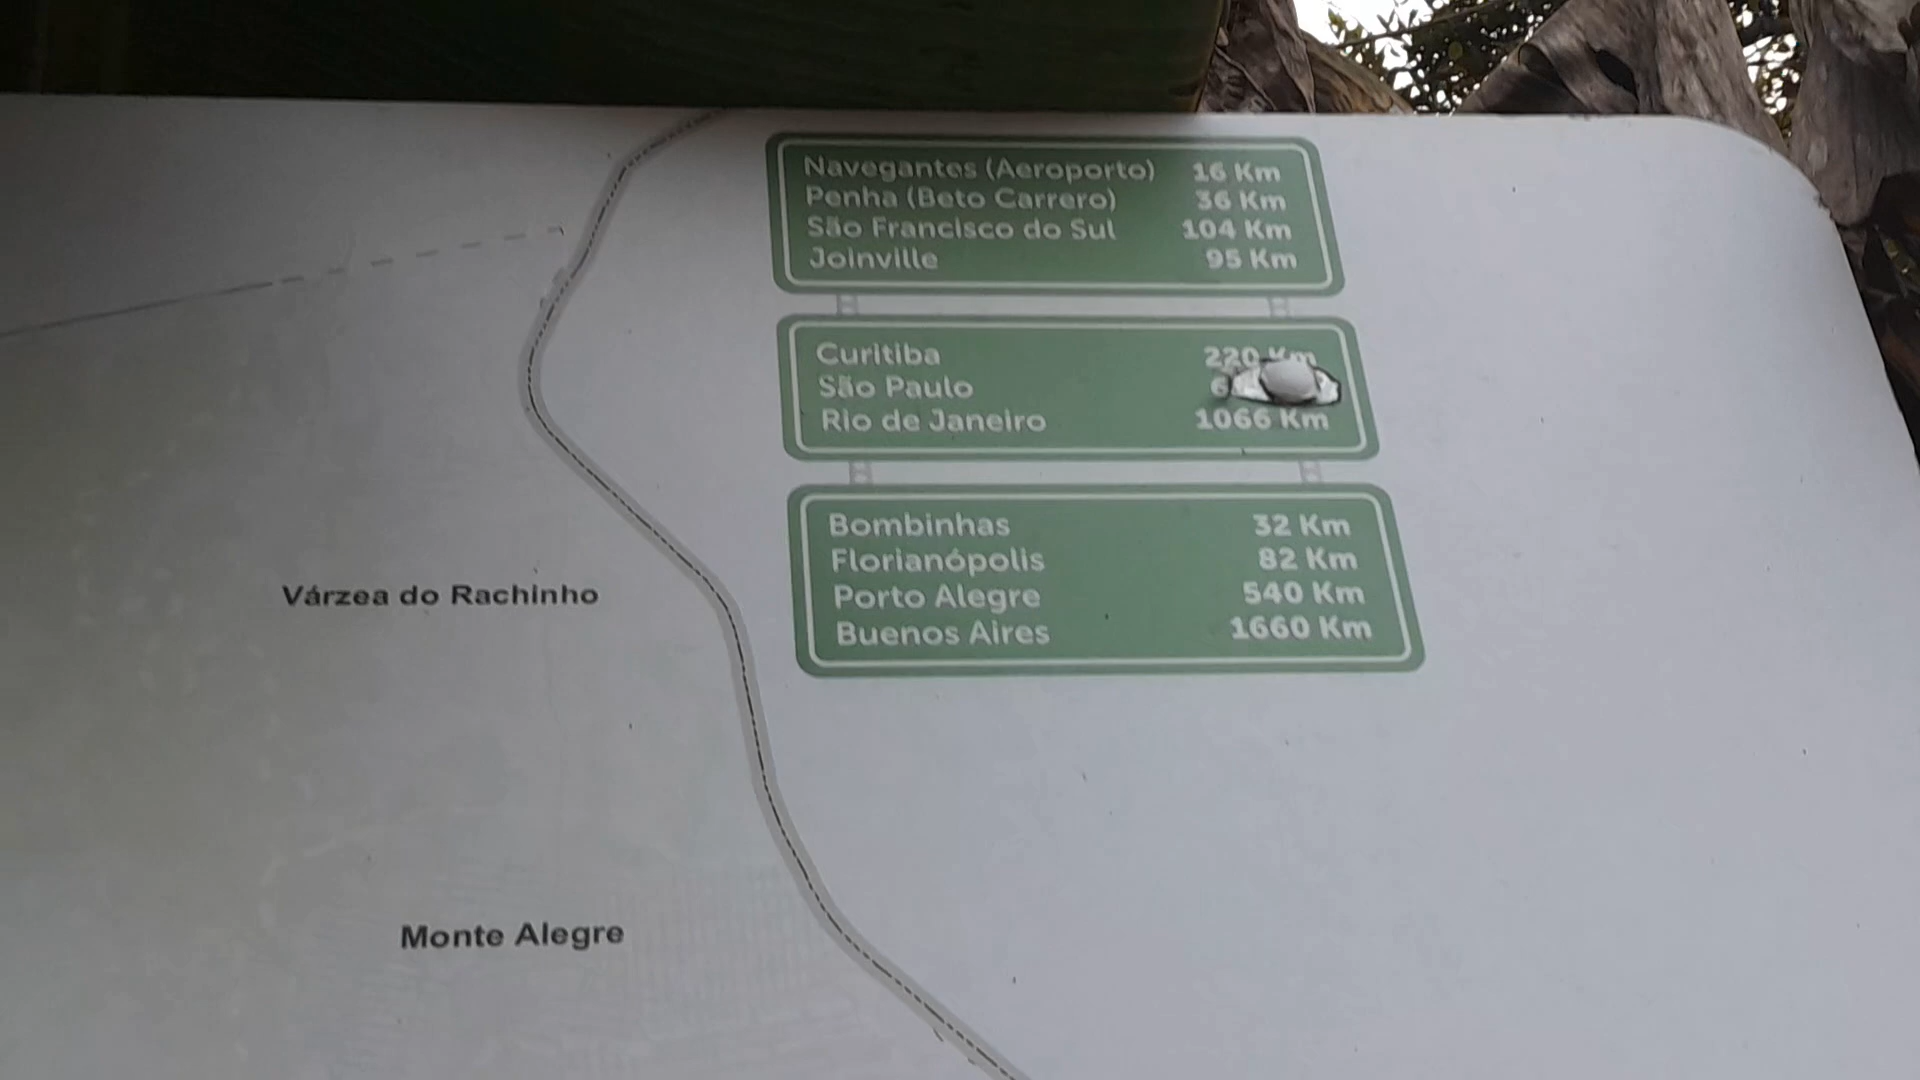 Navegantes (Aeroporto) 16 Km
Penha (Beto Carrero) 36 Km
São Francisco do Sul 104 Km
Joinville 95 Km
Curitiba 220 Km
São Paulo
Rio de Janeiro 1066 Km
Bombinhas 32 Km
Florianópolis 82 Km
Porto Alegre 540 Km
Buenos Aires 1660 Km
Várzea do Rachinho
Monte Alegre